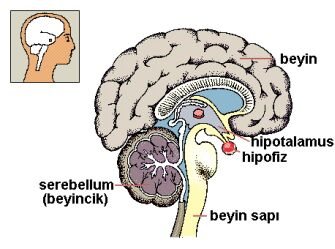 beyin
hipotalamus
hipofiz
serebellum
(beyincik)
beyin sapı